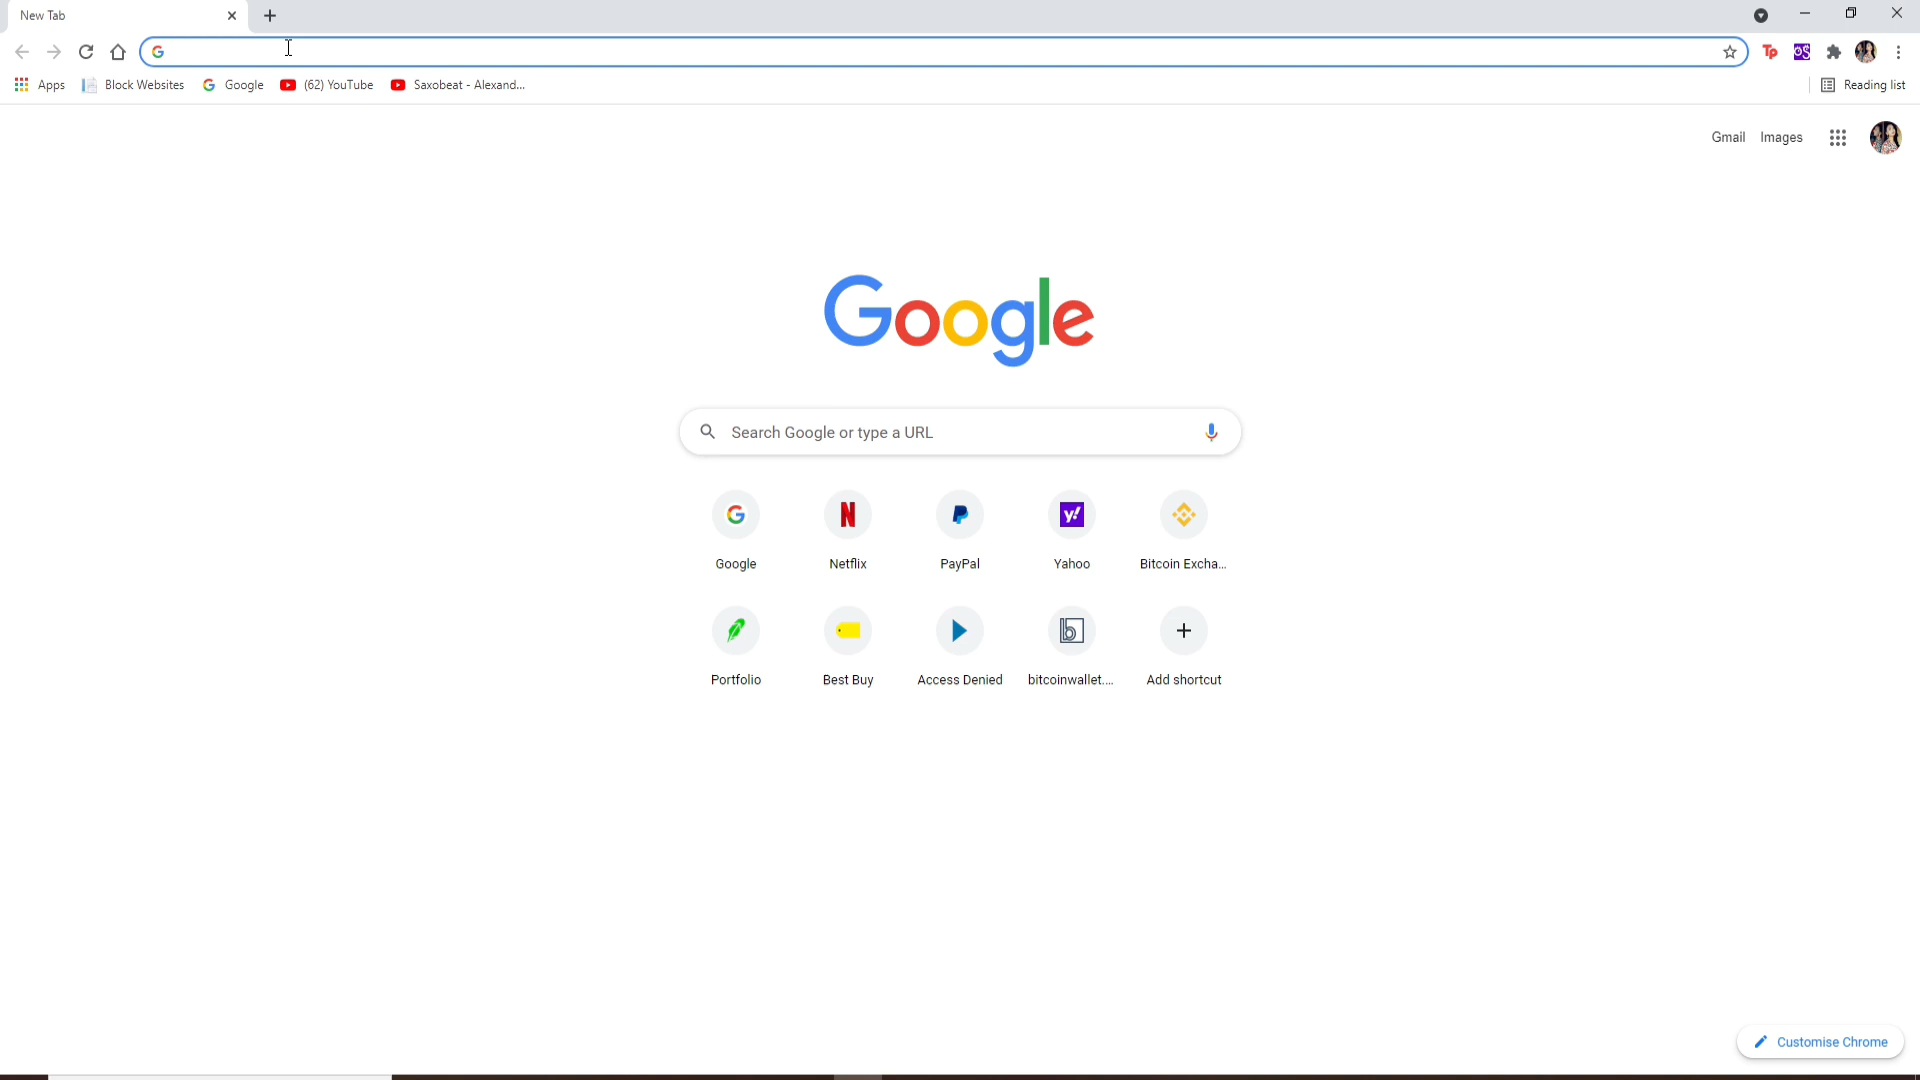 New Tab
Apps Block Websites Google (62) YouTube Saxobeat - Alexand... Reading list
Gmail Images
Google
Search Google or type a URL
Google Netflix PayPal Yahoo Bitcoin Excha...
Portfolio Best Buy Access Denied bitcoinwallet.... Add shortcut
Customise Chrome